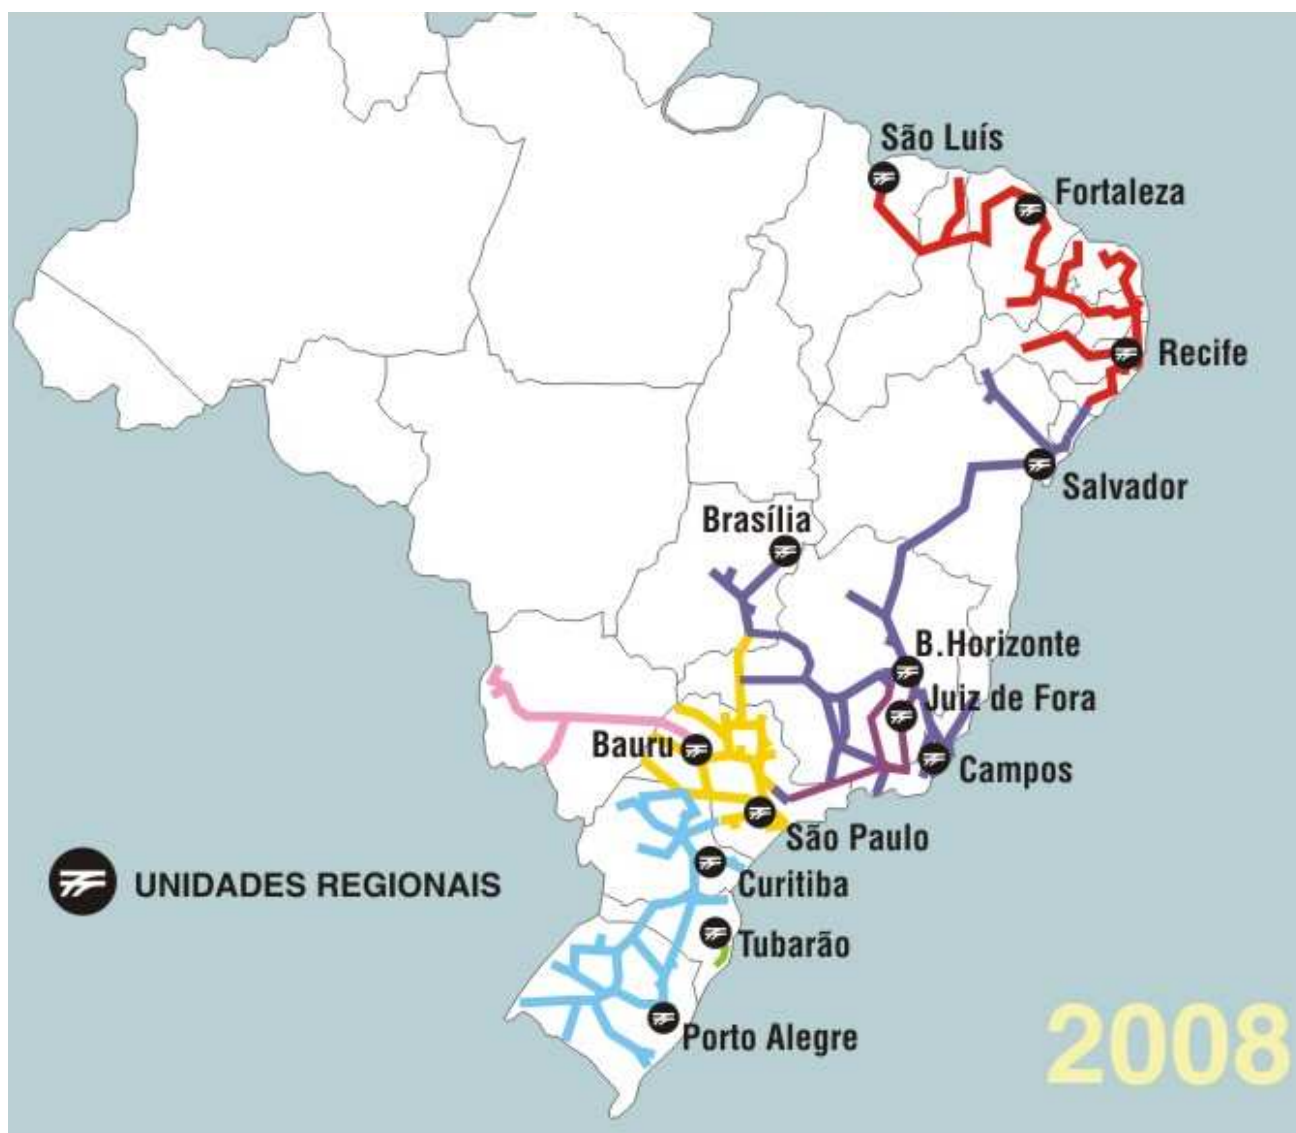 São Luís
Fortaleza
Recife
Salvador
Brasília
B.Horizonte
Juiz de Fora
Bauru
Campos
São Paulo
UNIDADES REGIONAIS
Curitiba
Tubarão
Porto Alegre
2008